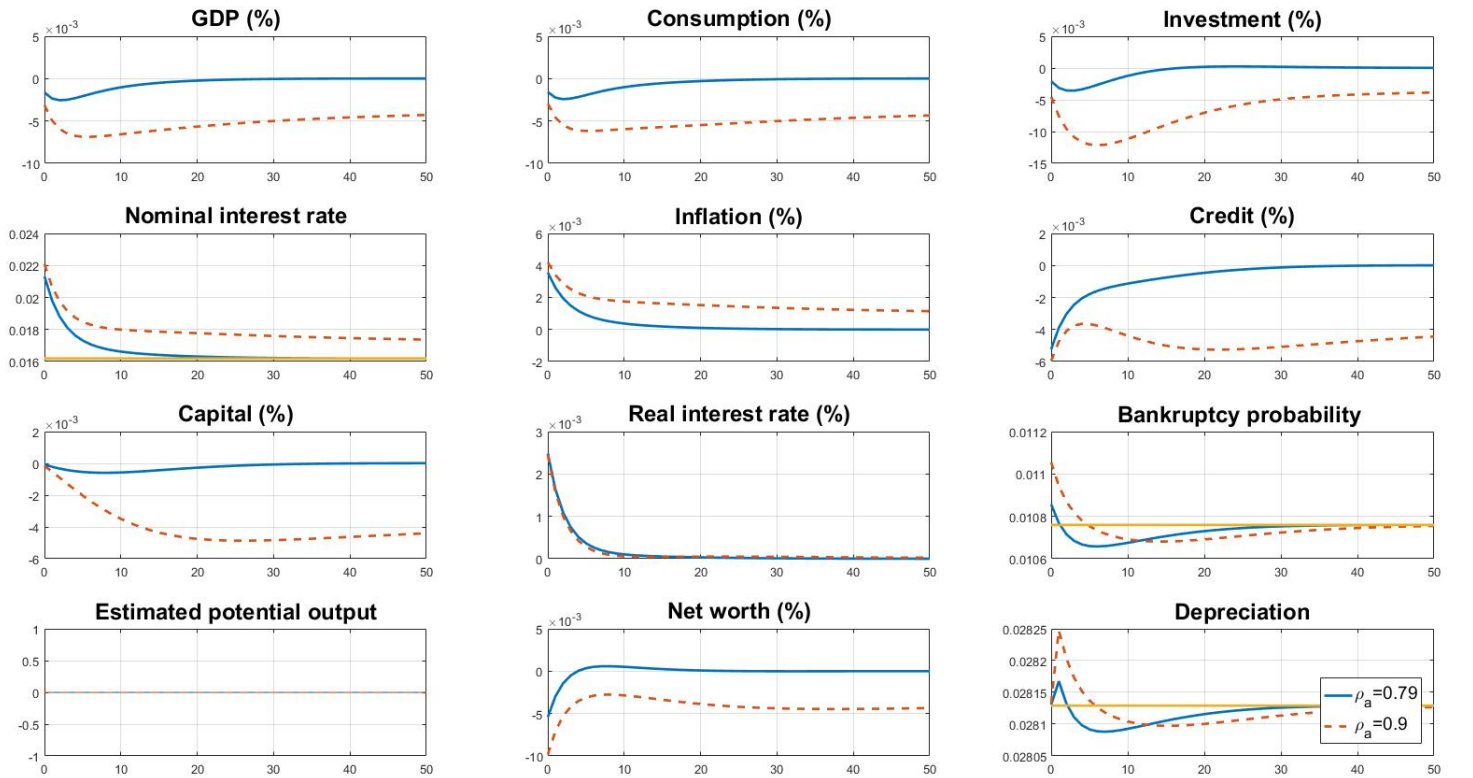 GDP (%)
×10⁻³
5
0
-5
-10
0 10 20 30 40 50
Consumption (%)
×10⁻³
5
0
-5
-10
0 10 20 30 40 50
Investment (%)
×10⁻³
5
0
-5
-10
-15
0 10 20 30 40 50
Nominal interest rate
0.024
0.022
0.02
0.018
0.016
0 10 20 30 40 50
Inflation (%)
×10⁻³
6
4
2
0
-2
0 10 20 30 40 50
Credit (%)
×10⁻³
2
0
-2
-4
-6
0 10 20 30 40 50
Capital (%)
×10⁻³
2
0
-2
-4
-6
0 10 20 30 40 50
Real interest rate (%)
×10⁻³
3
2
1
0
0 10 20 30 40 50
Bankruptcy probability
0.0112
0.011
0.0108
0.0106
0 10 20 30 40 50
Estimated potential output
1
0.5
0
-0.5
-1
0 10 20 30 40 50
Net worth (%)
×10⁻³
5
0
-5
-10
0 10 20 30 40 50
Depreciation
0.02825
0.0282
0.02815
0.0281
0.02805
0 10 20 30 40 50
ρₐ=0.79
ρₐ=0.9